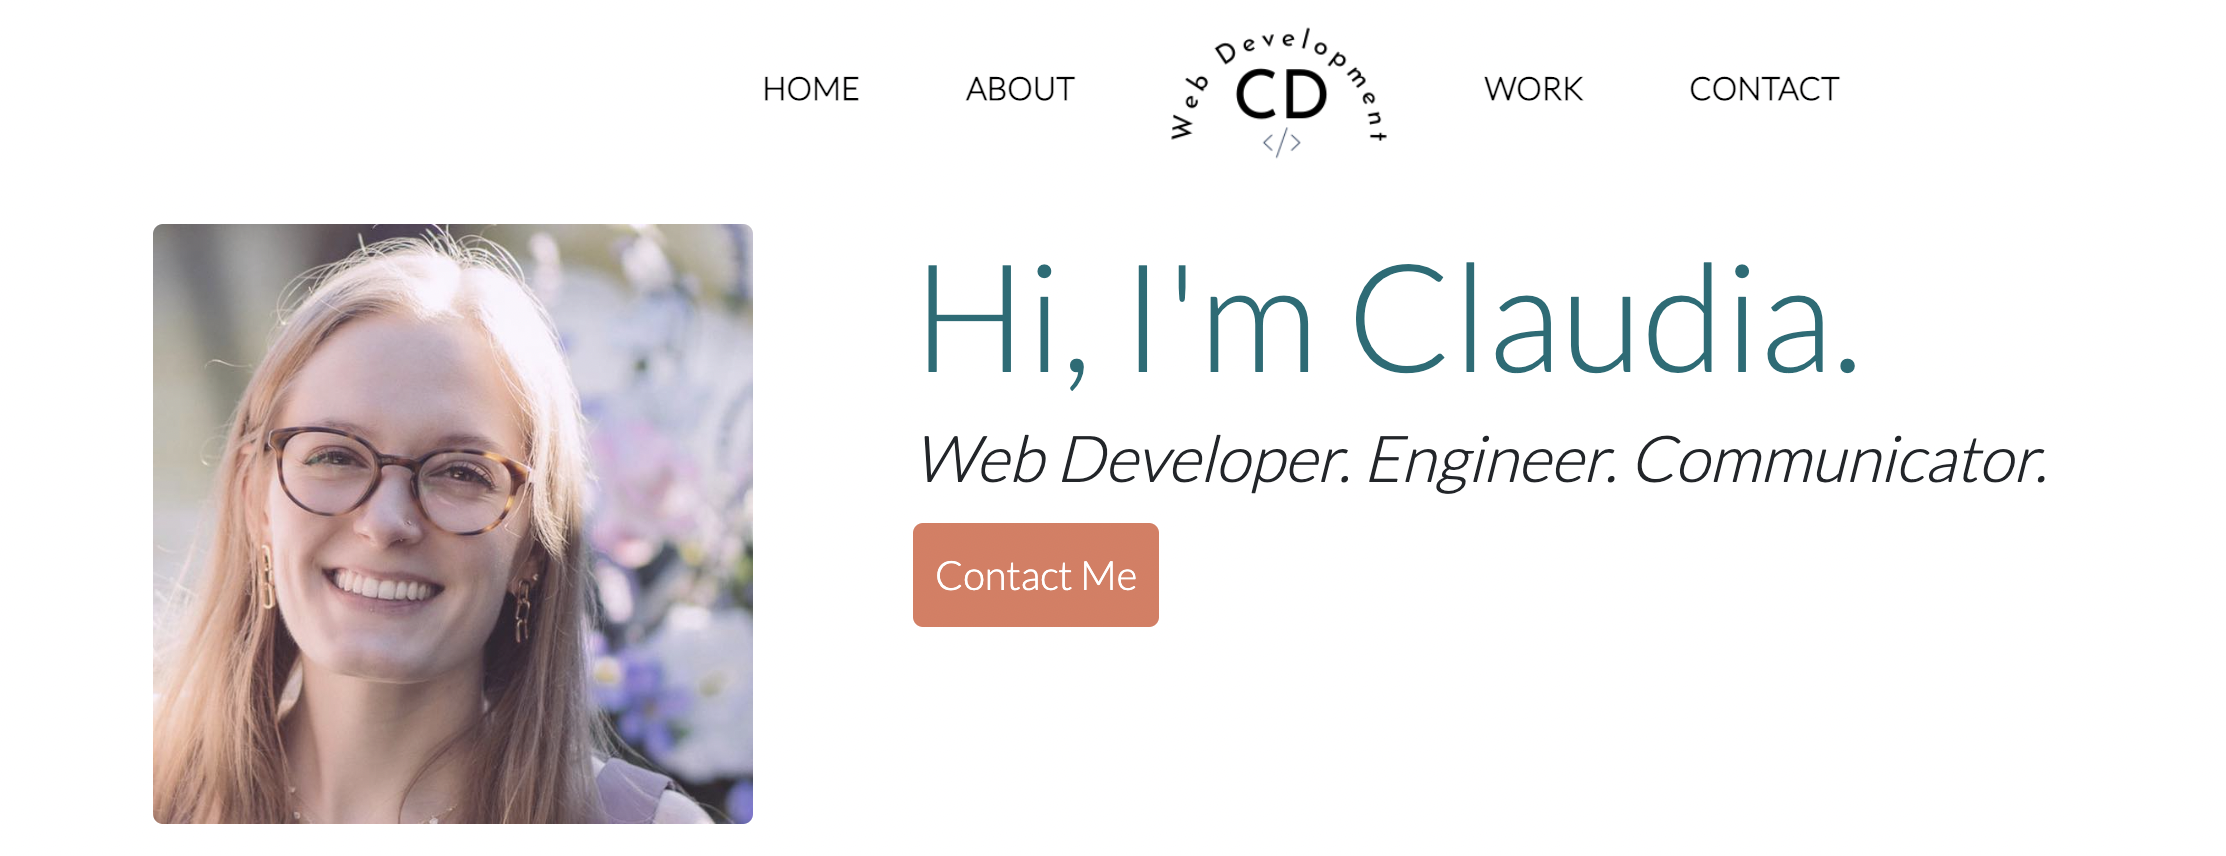 HOME ABOUT Web Development WORK CONTACT
CD
</>
Hi, I'm Claudia.
Web Developer. Engineer. Communicator.
Contact Me